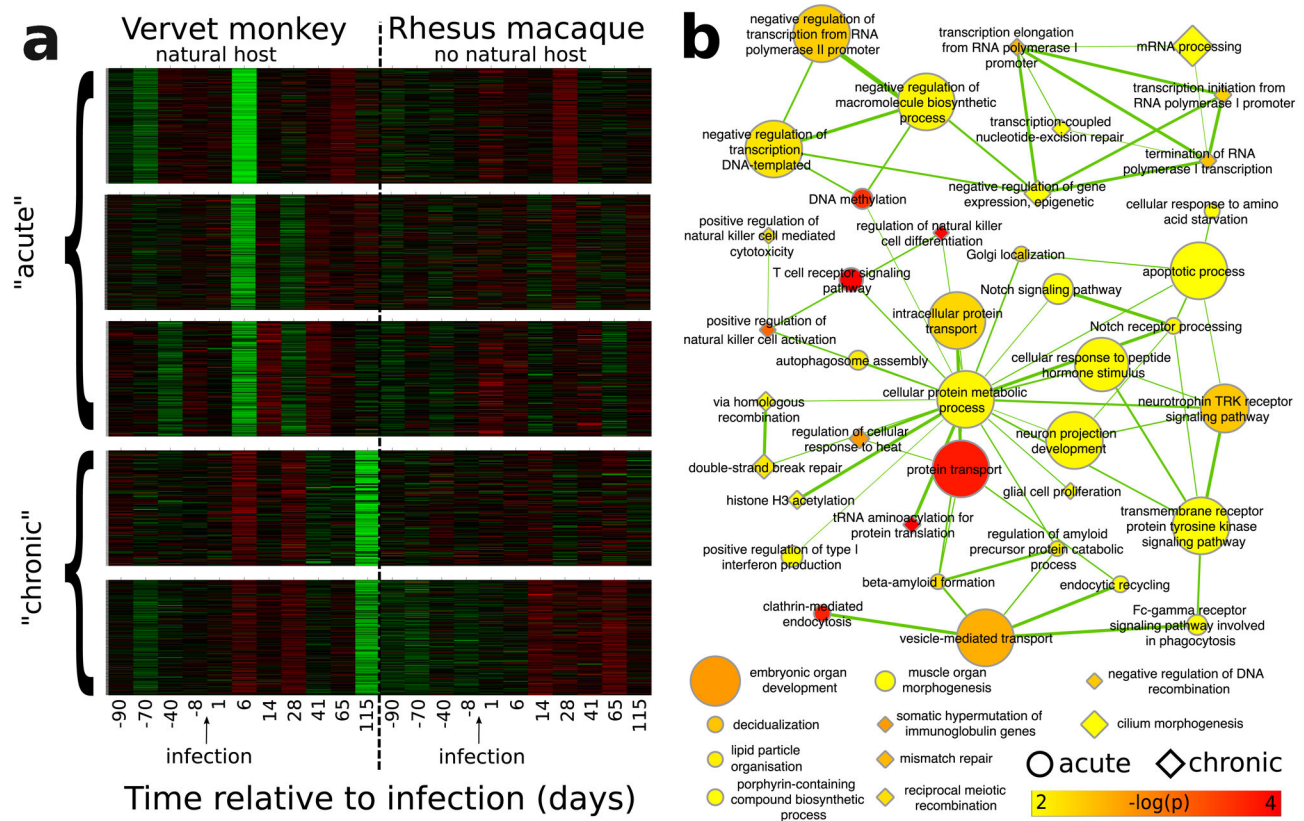 a
Vervet monkey
natural host
Rhesus macaque
no natural host
"acute"
"chronic"
-90
-70
-40
-8
1
6
14
28
41
65
115
-90
-70
-40
-8
1
6
14
28
41
65
115
infection
infection
Time relative to infection (days)
b
negative regulation of
transcription from RNA
polymerase II promoter
transcription elongation
from RNA polymerase I
promoter
mRNA processing
negative regulation of
macromolecule biosynthetic
process
transcription initiation from
RNA polymerase I promoter
transcription-coupled
nucleotide-excision repair
negative regulation of
transcription,
DNA-templated
termination of RNA
polymerase I transcription
DNA methylation
negative regulation of gene
expression, epigenetic
cellular response to amino
acid starvation
positive regulation of
natural killer cell mediated
cytotoxicity
regulation of natural killer
cell differentiation
Golgi localization
apoptotic process
T cell receptor signaling
pathway
Notch signaling pathway
intracellular protein
transport
positive regulation of
natural killer cell activation
Notch receptor processing
autophagosome assembly
cellular response to peptide
hormone stimulus
cellular protein metabolic
process
neurotrophin TRK receptor
signaling pathway
via homologous
recombination
regulation of cellular
response to heat
neuron projection
development
double-strand break repair
protein transport
histone H3 acetylation
glial cell proliferation
tRNA aminoacylation for
protein translation
transmembrane receptor
protein tyrosine kinase
signaling pathway
positive regulation of type I
interferon production
regulation of amyloid
precursor protein catabolic
process
beta-amyloid formation
endocytic recycling
clathrin-mediated
endocytosis
vesicle-mediated transport
Fc-gamma receptor
signaling pathway involved
in phagocytosis
embryonic organ
development
muscle organ
morphogenesis
negative regulation of DNA
recombination
decidualization
somatic hypermutation of
immunoglobulin genes
cilium morphogenesis
lipid particle
organisation
mismatch repair
porphyrin-containing
compound biosynthetic
process
reciprocal meiotic
recombination
acute
chronic
2 -log(p) 4